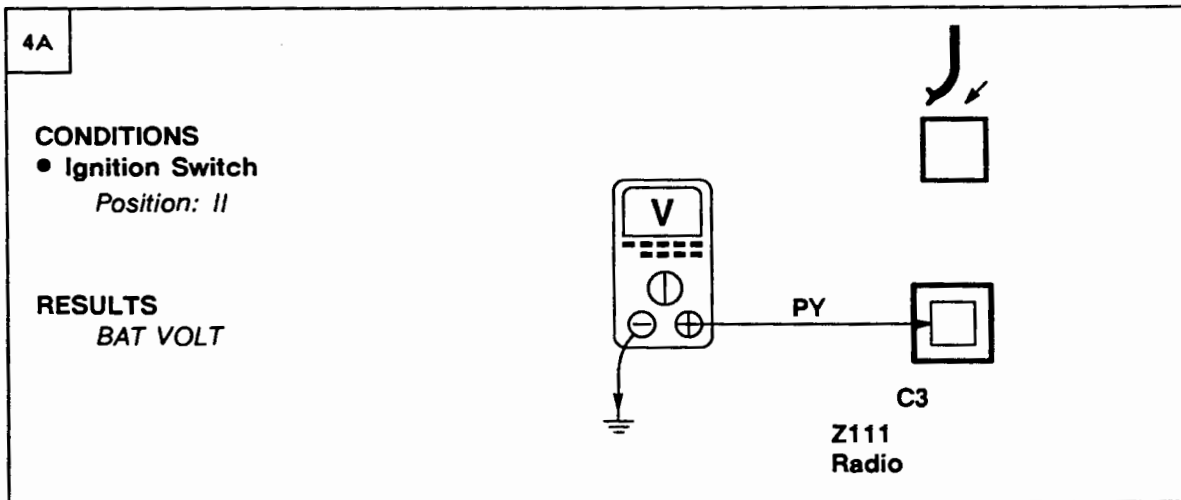 4A
CONDITIONS
● Ignition Switch
Position: II
RESULTS
BAT VOLT
V
PY
C3
Z111
Radio